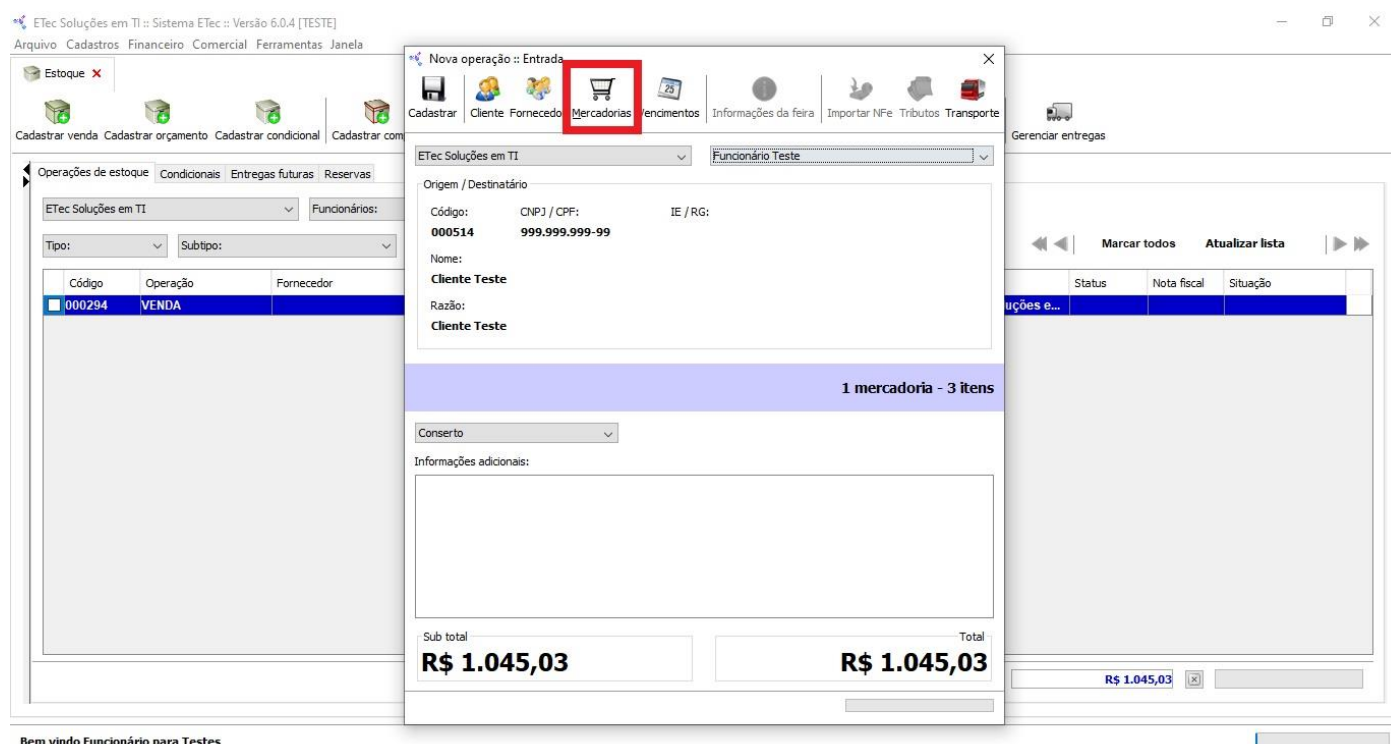 ETec Soluções em TI :: Sistema ETec :: Versão 6.0.4 [TESTE]
Arquivo Cadastros Financeiro Comercial Ferramentas Janela
Estoque
Cadastrar venda Cadastrar orçamento Cadastrar condicional Cadastrar com
Gerenciar entregas
Operações de estoque Condicionais Entregas futuras Reservas
ETec Soluções em TI Funcionários:
Tipo: Subtipo: Marcar todos Atualizar lista
Código Operação Fornecedor Status Nota fiscal Situação
000294 VENDA uções e...
R$ 1.045,03
Bem vindo Funcionário para Testes
Nova operação :: Entrada
25
Cadastrar Cliente Fornecedo Mercadorias encimentos Informações da feira Importar NFe Tributos Transporte
ETec Soluções em TI Funcionário Teste
Origem / Destinatário
Código: CNPJ / CPF: IE / RG:
000514 999.999.999-99
Nome:
Cliente Teste
Razão:
Cliente Teste
1 mercadoria - 3 itens
Conserto
Informações adicionais:
Sub total Total
R$ 1.045,03 R$ 1.045,03